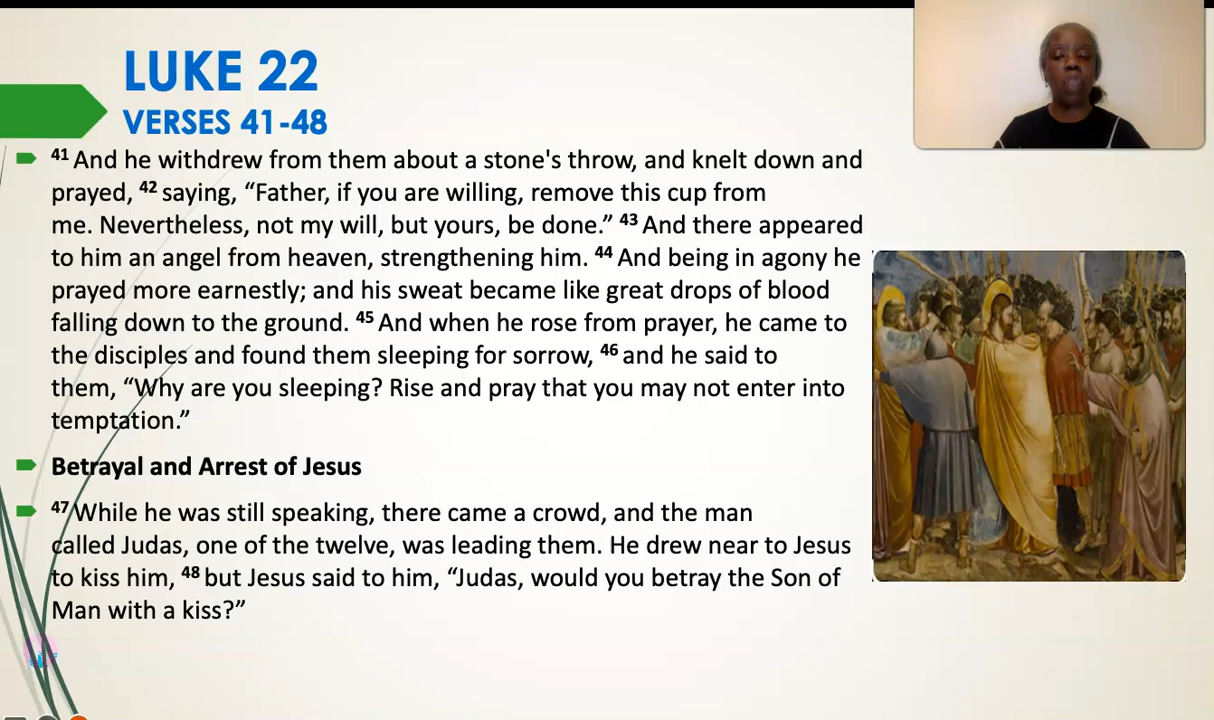 LUKE 22
VERSES 41-48
41 And he withdrew from them about a stone's throw, and knelt down and
prayed, 42 saying, “Father, if you are willing, remove this cup from
me. Nevertheless, not my will, but yours, be done.” 43 And there appeared
to him an angel from heaven, strengthening him. 44 And being in agony he
prayed more earnestly; and his sweat became like great drops of blood
falling down to the ground. 45 And when he rose from prayer, he came to
the disciples and found them sleeping for sorrow, 46 and he said to
them, “Why are you sleeping? Rise and pray that you may not enter into
temptation.”
Betrayal and Arrest of Jesus
47 While he was still speaking, there came a crowd, and the man
called Judas, one of the twelve, was leading them. He drew near to Jesus
to kiss him, 48 but Jesus said to him, “Judas, would you betray the Son of
Man with a kiss?”